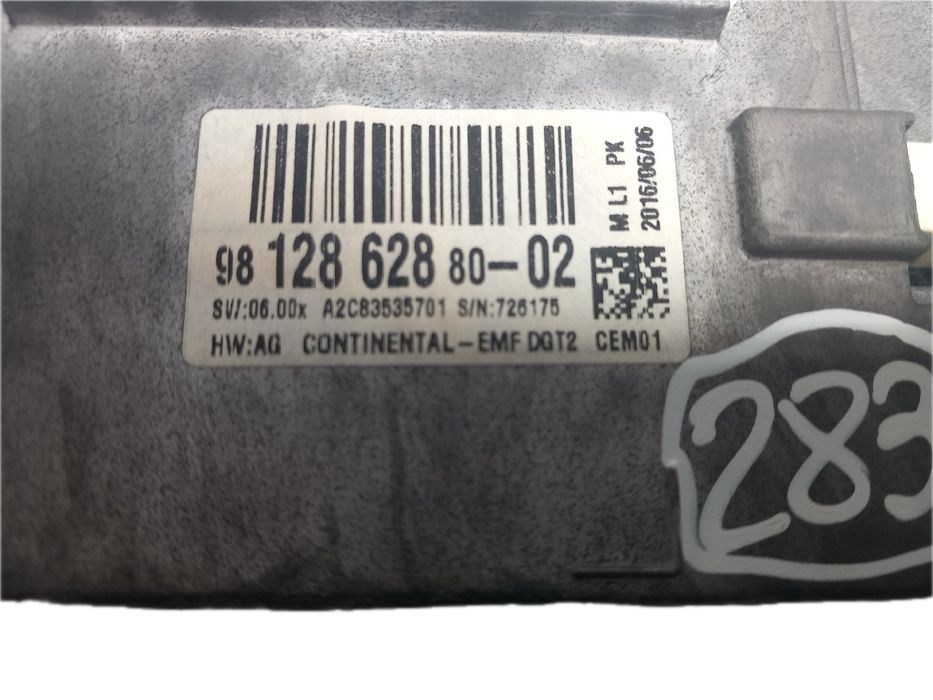 98 128 628 80-02
SW:06.00x A2C83535701 S/N:726175
HW:AG CONTINENTAL-EMF DGT2 CEM01
M L1 PK
2016/06/06
283